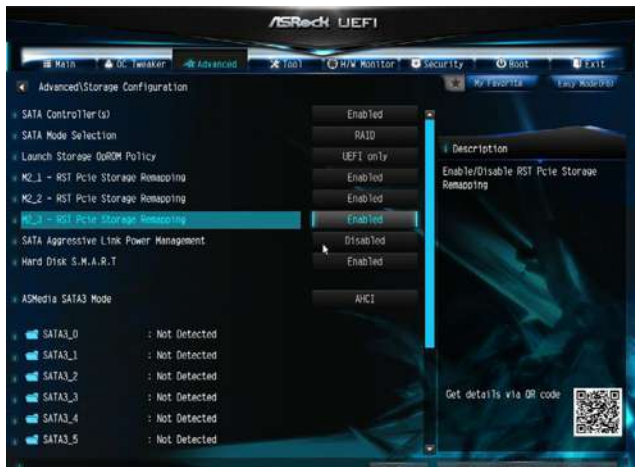 ASRock UEFI
Main OC Tweaker Advanced Tool H/W Monitor Security Boot Exit
My Favorite Easy Mode(F6)
Advanced\Storage Configuration
SATA Controller(s) Enabled
SATA Mode Selection RAID
Launch Storage OpROM Policy UEFI only
M2_1 - RST Pcie Storage Remapping Enabled
M2_2 - RST Pcie Storage Remapping Enabled
M2_3 - RST Pcie Storage Remapping Enabled
SATA Aggressive Link Power Management Disabled
Hard Disk S.M.A.R.T Enabled
ASMedia SATA3 Mode AHCI
SATA3_0 : Not Detected
SATA3_1 : Not Detected
SATA3_2 : Not Detected
SATA3_3 : Not Detected
SATA3_4 : Not Detected
SATA3_5 : Not Detected
Description
Enable/Disable RST Pcie Storage
Remapping
Get details via QR code